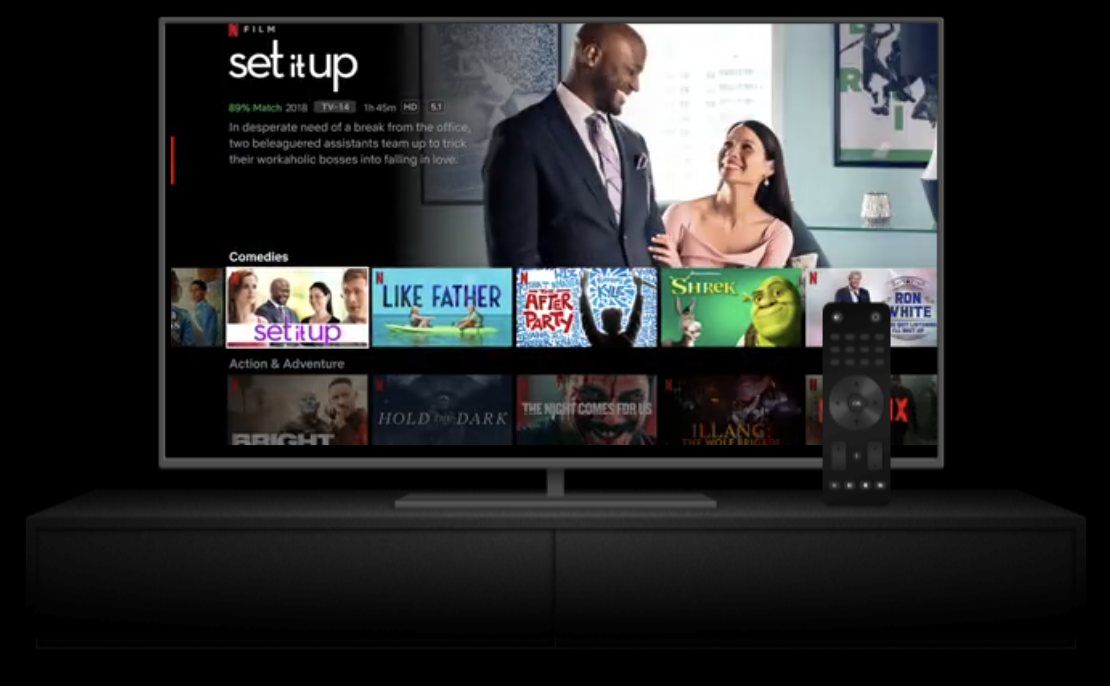 N FILM
set it up
89% Match 2018 TV-14 1h 45m HD 5.1
In desperate need of a break from the office,
two beleaguered assistants team up to trick
their workaholic bosses into falling in love.
Comedies
N
set it up
N
LIKE FATHER
N
THE
AFTER
PARTY
KYLE
SHREK
N
RON
WHITE
Action & Adventure
N
BRIGHT
N
HOLD THE DARK
N
THE NIGHT COMES FOR US
N
ILLANG:
THE WOLF BRIGADE
N
IX